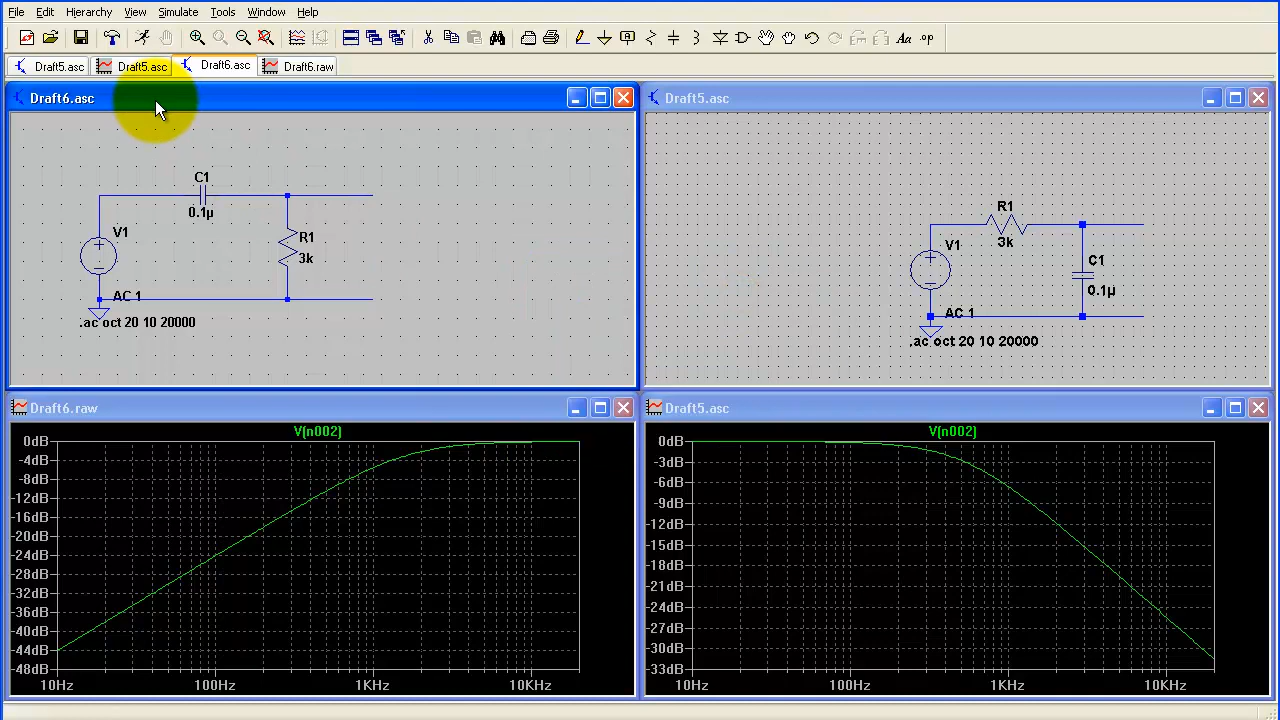 File Edit Hierarchy View Simulate Tools Window Help
Aa .op
Draft5.asc Draft5.asc Draft6.asc Draft6.raw
Draft6.asc
C1
0.1µ
V1
R1
3k
AC 1
.ac oct 20 10 20000
Draft5.asc
R1
3k
V1
C1
0.1µ
AC 1
.ac oct 20 10 20000
Draft6.raw
V(n002)
0dB
-4dB
-8dB
-12dB
-16dB
-20dB
-24dB
-28dB
-32dB
-36dB
-40dB
-44dB
-48dB
10Hz 100Hz 1KHz 10KHz
Draft5.asc
V(n002)
0dB
-3dB
-6dB
-9dB
-12dB
-15dB
-18dB
-21dB
-24dB
-27dB
-30dB
-33dB
10Hz 100Hz 1KHz 10KHz